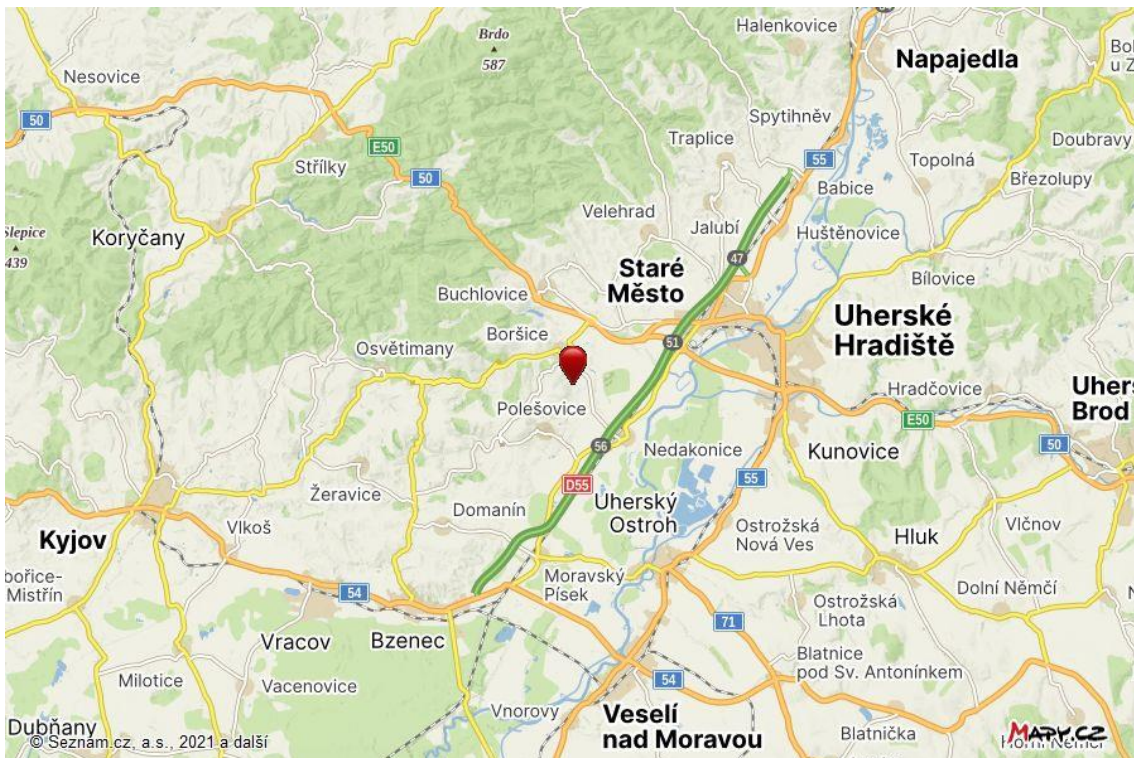 Halenkovice
Brdo
587
Napajedla
Nesovice
50
Spytihněv
Traplice
55
Doubravy
E50
Topolná
Střílky
50
Babice
Březolupy
Velehrad
Slepice
439
Koryčany
Jalubí
Huštěnovice
47
Staré
Město
Bílovice
Buchlovice
Uherské
Hradiště
Boršice
51
Osvětimany
Hradčovice
Polešovice
E50
Brod
56
Nedakonice
Kunovice
50
55
D55
Žeravice
Domanín
Uherský
Ostroh
Vlkoš
Ostrožská
Nová Ves
Vlčnov
Kyjov
Hluk
Moravský
Písek
Dolní Němčí
54
Ostrožská
Lhota
71
Vracov
Bzenec
Blatnice
pod Sv. Antonínkem
Milotice
Vacenovice
54
Vnorovy
Veselí
nad Moravou
Dubňany
Blatnička
© Seznam.cz, a.s., 2021 a další
Mapy.cz